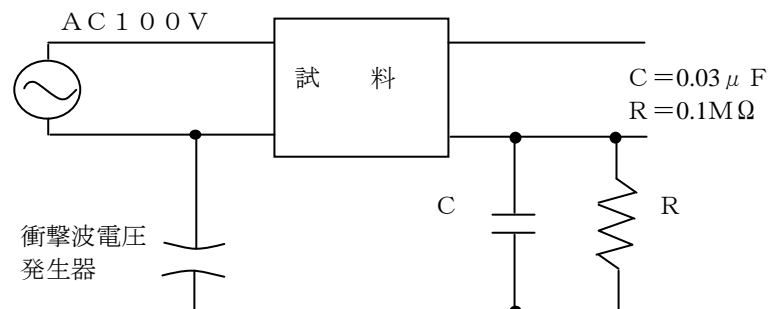 AC100V
試 料
C=0.03μF
R=0.1MΩ
C
R
衝撃波電圧
発生器